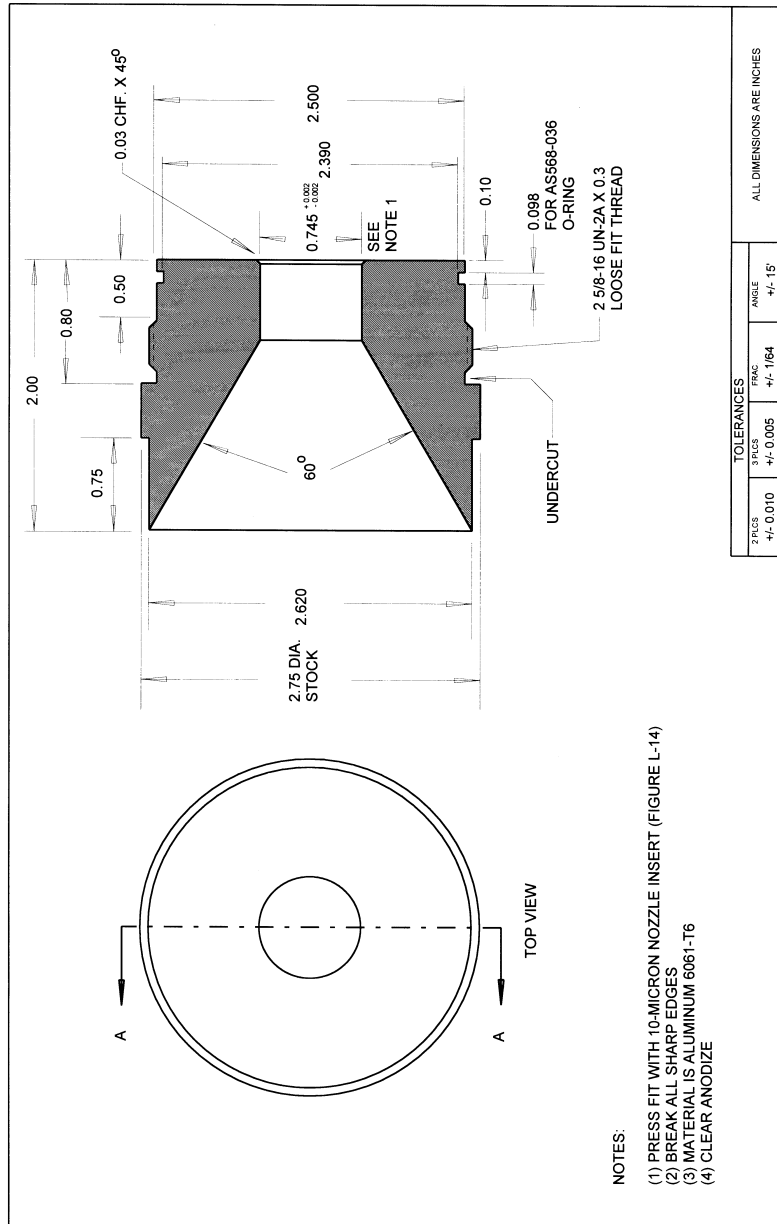 0.03 CHF. X 45⁰
2.00
0.80
0.50
0.75
60⁰
0.745 +0.002
-0.002
SEE
NOTE 1
2.390
2.500
2.75 DIA.
STOCK
2.620
0.10
0.098
FOR AS568-036
O-RING
2 5/8-16 UN-2A X 0.3
LOOSE FIT THREAD
UNDERCUT
A
A
TOP VIEW
NOTES:
(1) PRESS FIT WITH 10-MICRON NOZZLE INSERT (FIGURE L-14)
(2) BREAK ALL SHARP EDGES
(3) MATERIAL IS ALUMINUM 6061-T6
(4) CLEAR ANODIZE
TOLERANCES
2 PLCS 3 PLCS FRAC ANGLE
+/- 0.010 +/- 0.005 +/- 1/64 +/- 15'
ALL DIMENSIONS ARE INCHES